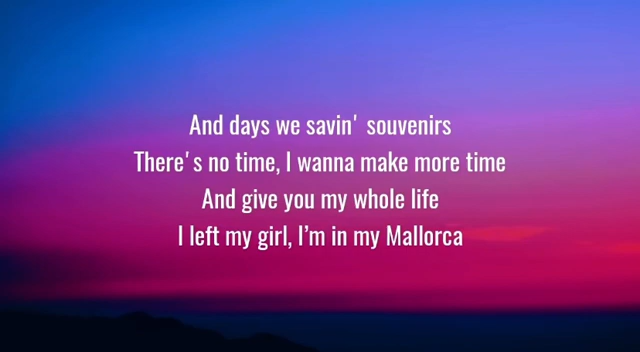 And days we savin' souvenirs
There's no time, I wanna make more time
And give you my whole life
I left my girl, I’m in my Mallorca